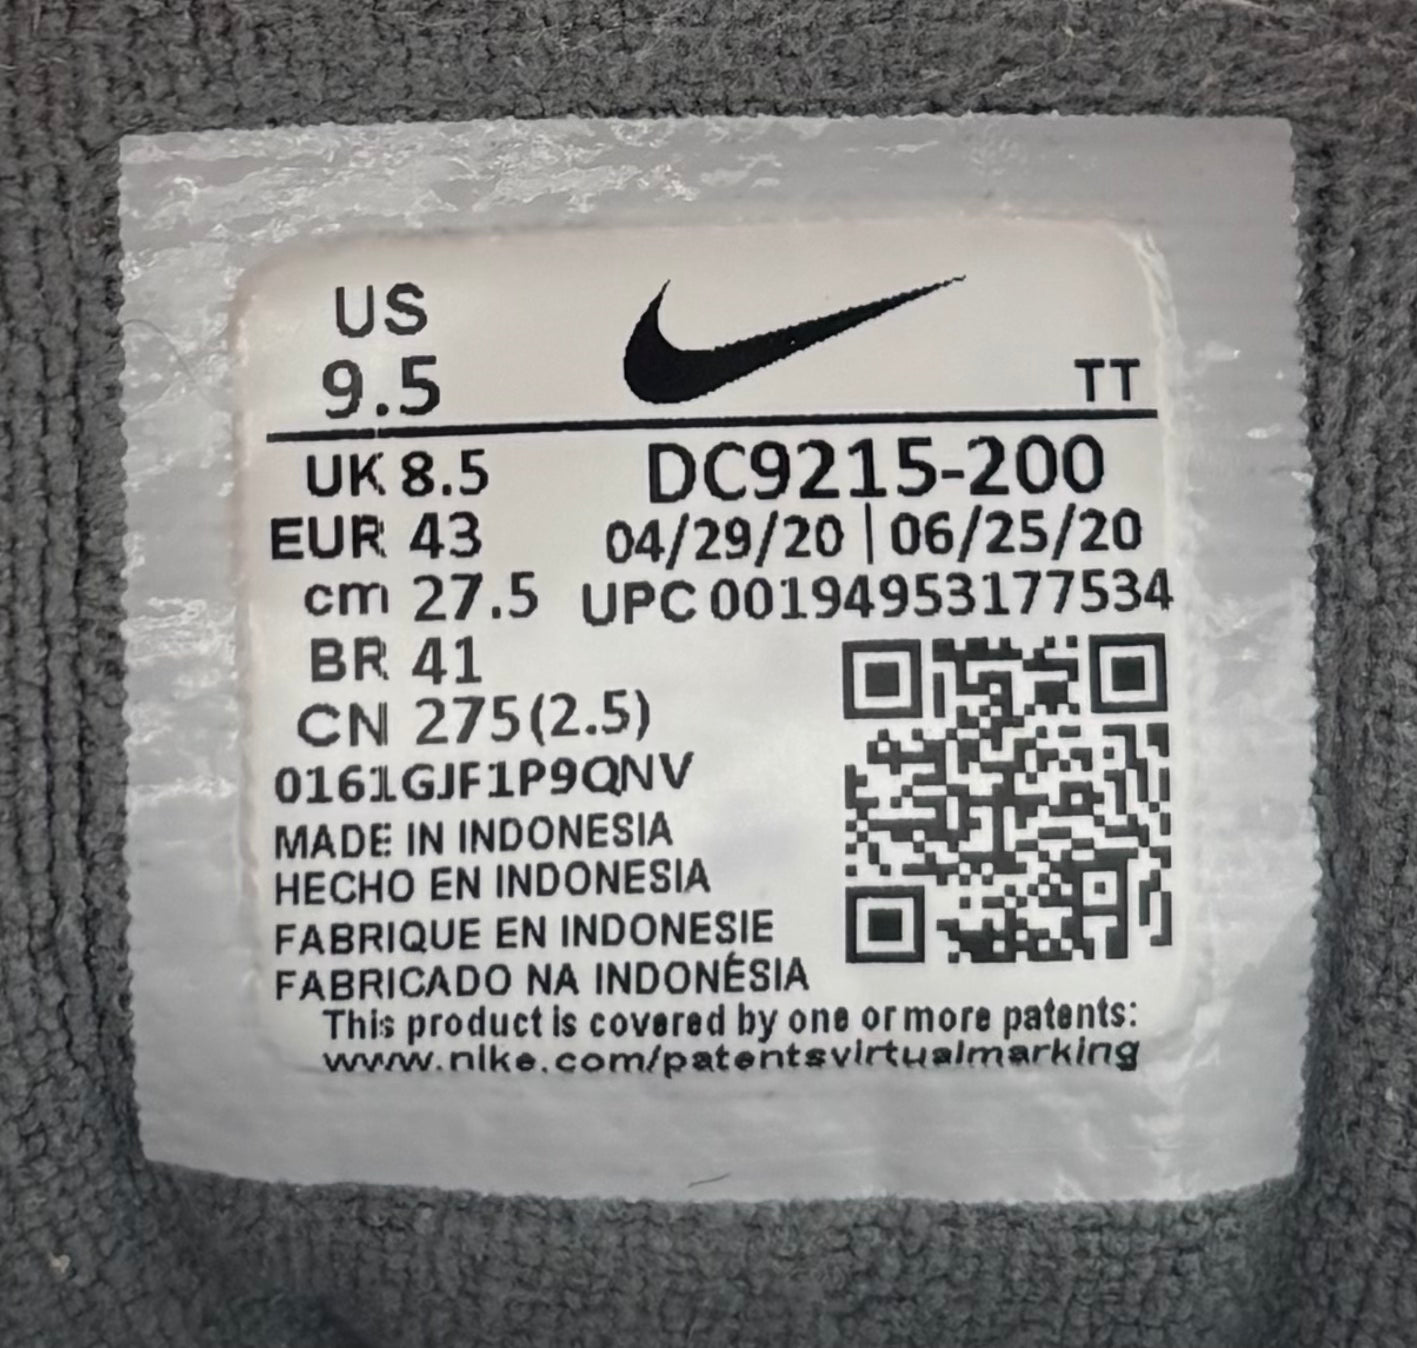 US
9.5
TT
UK 8.5
DC9215-200
EUR 43
04/29/20 | 06/25/20
cm 27.5
UPC 00194953177534
BR 41
CN 275(2.5)
0161GJF1P9QNV
MADE IN INDONESIA
HECHO EN INDONESIA
FABRIQUE EN INDONESIE
FABRICADO NA INDONÉSIA
This product is covered by one or more patents:
www.nike.com/patentsvirtualmarking